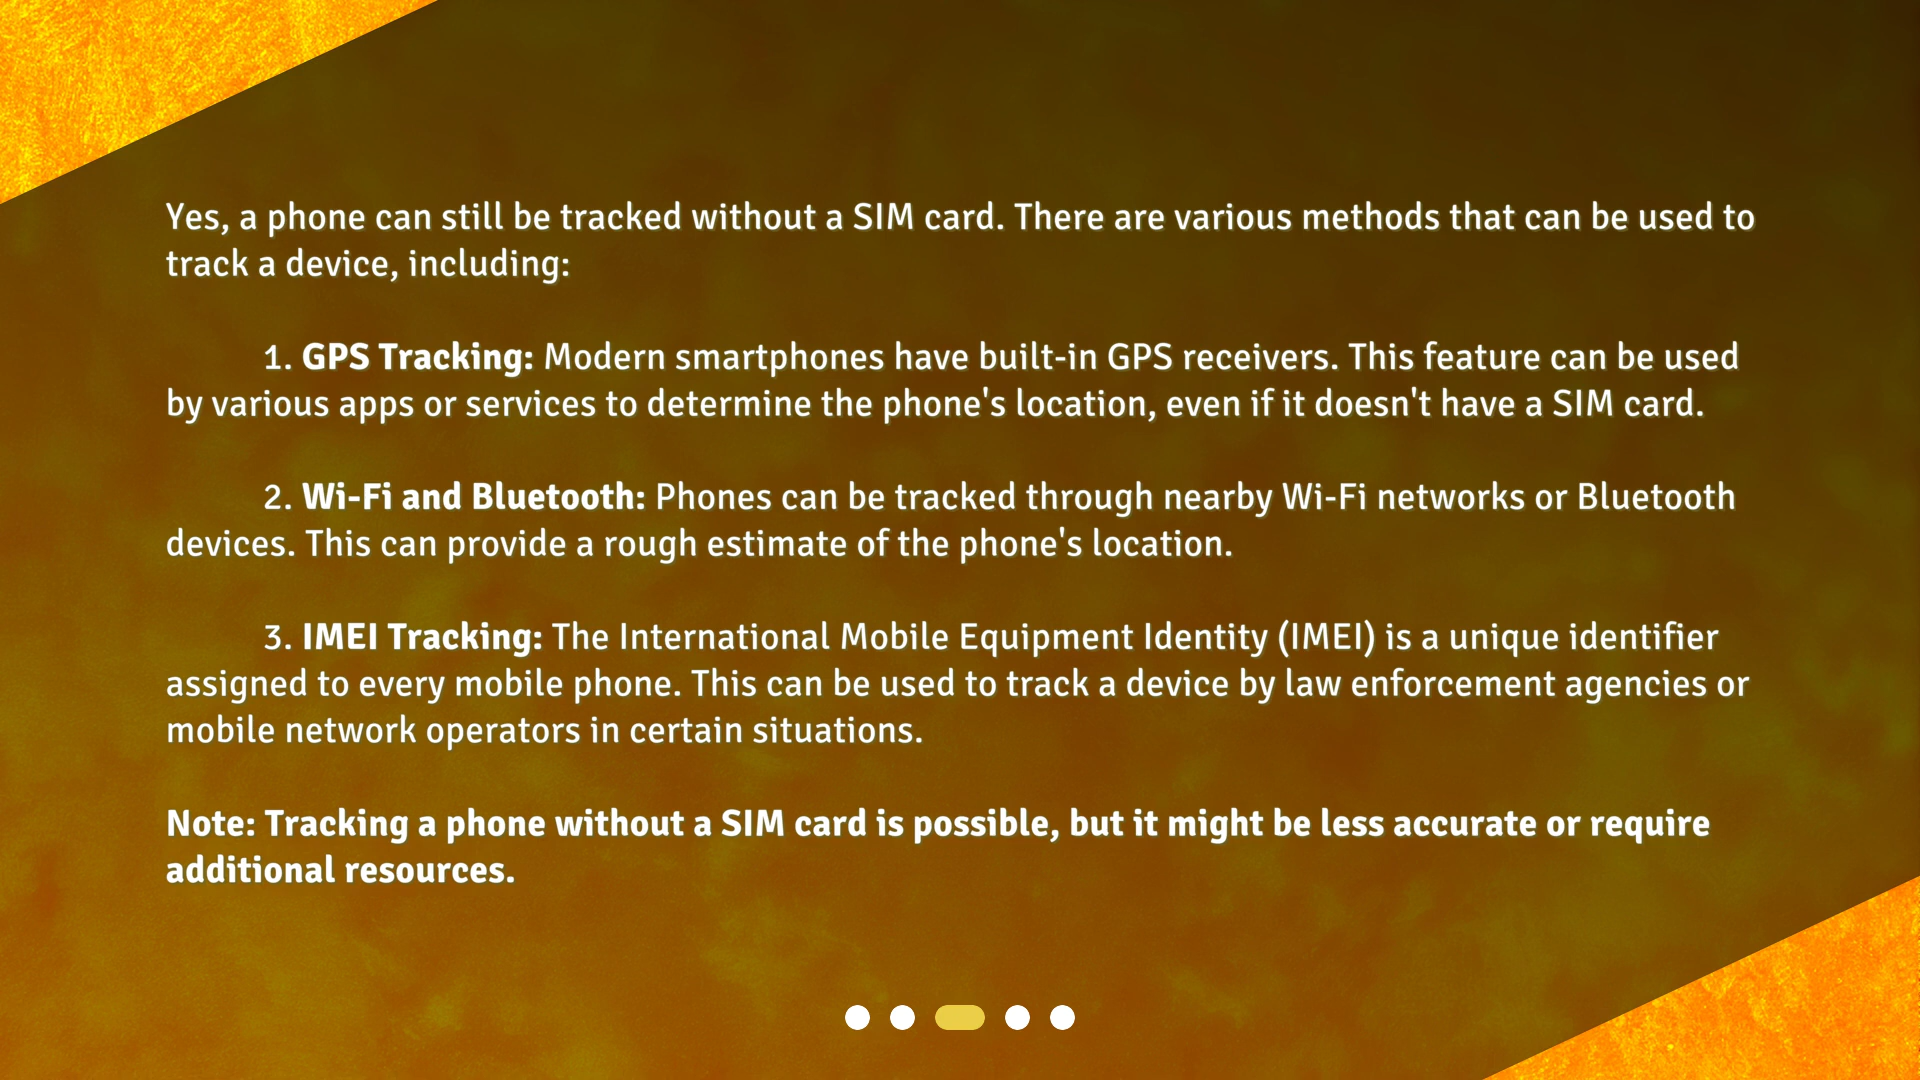 Yes, a phone can still be tracked without a SIM card. There are various methods that can be used to
track a device, including:
1. GPS Tracking: Modern smartphones have built-in GPS receivers. This feature can be used
by various apps or services to determine the phone's location, even if it doesn't have a SIM card.
2. Wi-Fi and Bluetooth: Phones can be tracked through nearby Wi-Fi networks or Bluetooth
devices. This can provide a rough estimate of the phone's location.
3. IMEI Tracking: The International Mobile Equipment Identity (IMEI) is a unique identifier
assigned to every mobile phone. This can be used to track a device by law enforcement agencies or
mobile network operators in certain situations.
Note: Tracking a phone without a SIM card is possible, but it might be less accurate or require
additional resources.